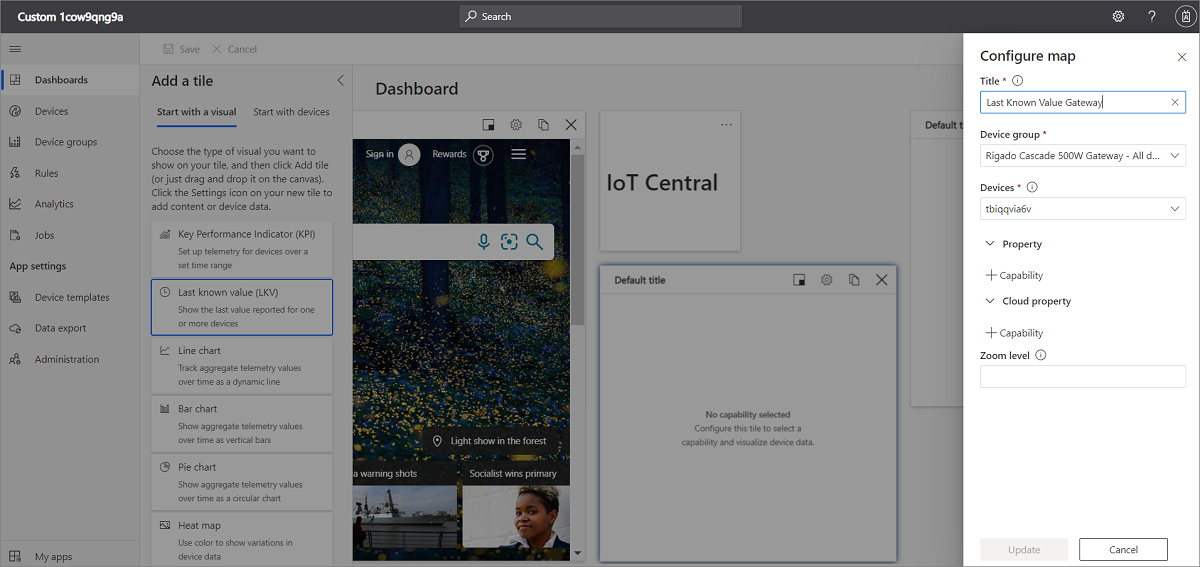 Custom 1cow9qng9a
Search
?
Save
Cancel
Dashboards
Devices
Device groups
Rules
Analytics
Jobs
App settings
Device templates
Data export
Administration
My apps
Add a tile
Start with a visual
Start with devices
Choose the type of visual you want to
show on your tile, and then click Add tile
(or just drag and drop it on the canvas).
Click the Settings icon on your new tile to
add content or device data.
Key Performance Indicator (KPI)
Set up telemetry for devices over a
set time range
Last known value (LKV)
Show the last value reported for one
or more devices
Line chart
Track aggregate telemetry values
over time as a dynamic line
Bar chart
Show aggregate telemetry values
over time as vertical bars
Pie chart
Show aggregate telemetry values
over time as a circular chart
Heat map
Use color to show variations in
device data
Dashboard
Sign in
Rewards
Light show in the forest
a warning shots
Socialist wins primary
...
IoT Central
Default title
No capability selected
Configure this tile to select a
capability and visualize device data.
Default t
Configure map
Title *
Last Known Value Gateway
Device group *
Rigado Cascade 500W Gateway - All d...
Devices *
tbiqqvia6v
Property
+ Capability
Cloud property
+ Capability
Zoom level
Update
Cancel